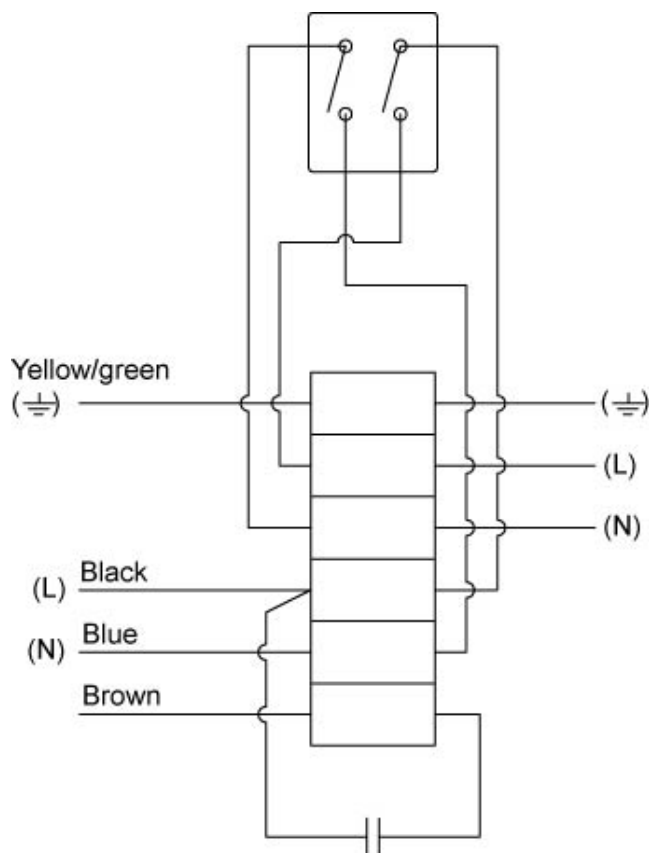 Yellow/green
(⏚) (⏚)
(L)
(N)
(L) Black
(N) Blue
Brown